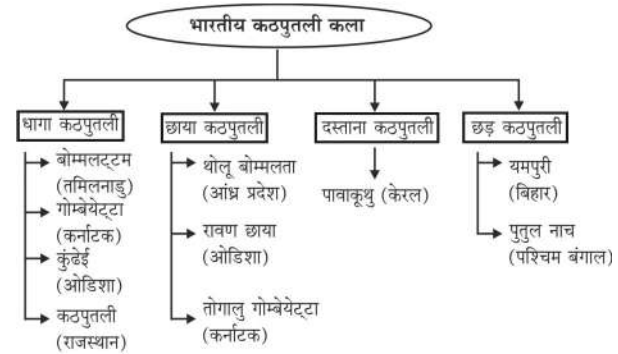 भारतीय कठपुतली कला
धागा कठपुतली
बोम्मलट्टम
(तमिलनाडु)
गोम्बेयेट्टा
(कर्नाटक)
कुंढेई
(ओडिशा)
कठपुतली
(राजस्थान)
छाया कठपुतली
थोलू बोम्मलता
(आंध्र प्रदेश)
रावण छाया
(ओडिशा)
तोगालु गोम्बेयेट्टा
(कर्नाटक)
दस्ताना कठपुतली
पावाकूथु (केरल)
छड़ कठपुतली
यमपुरी
(बिहार)
पुतुल नाच
(पश्चिम बंगाल)